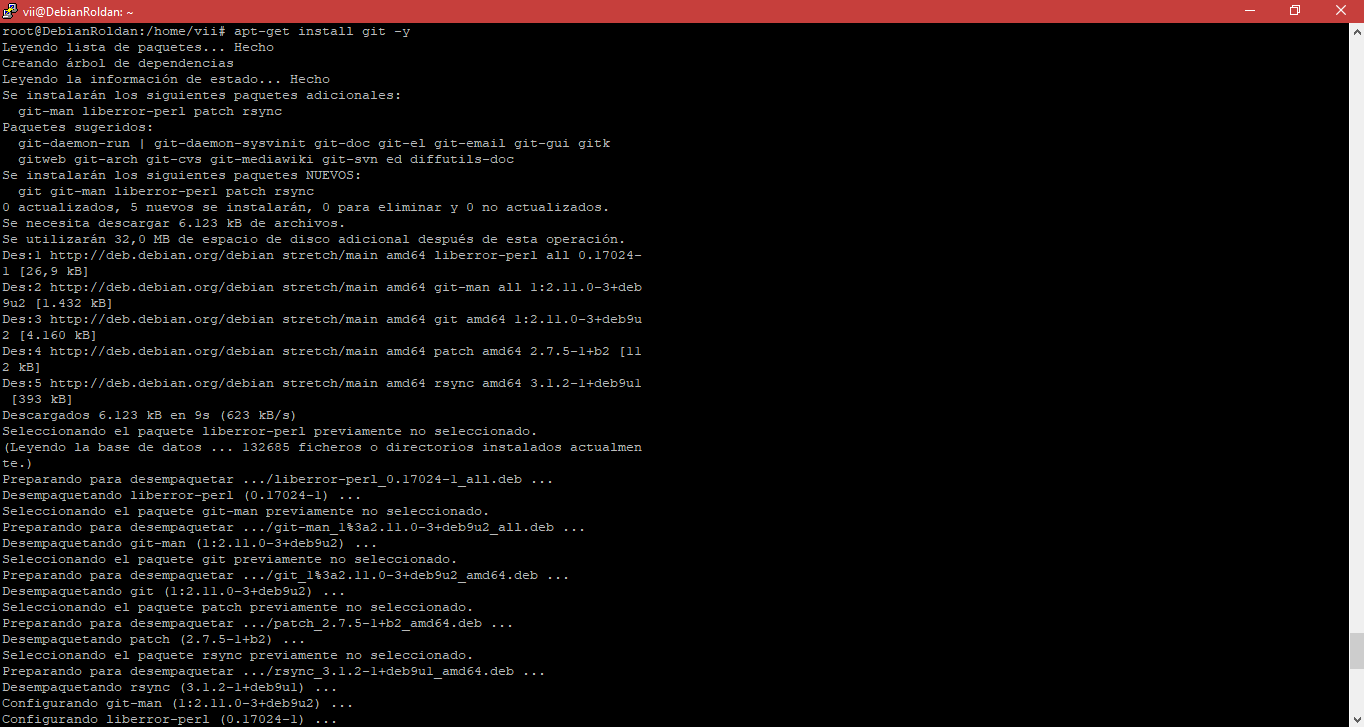 vii@DebianRoldan: ~
root@DebianRoldan:/home/vii# apt-get install git -y
Leyendo lista de paquetes... Hecho
Creando árbol de dependencias
Leyendo la información de estado... Hecho
Se instalarán los siguientes paquetes adicionales:
  git-man liberror-perl patch rsync
Paquetes sugeridos:
  git-daemon-run | git-daemon-sysvinit git-doc git-el git-email git-gui gitk
  gitweb git-arch git-cvs git-mediawiki git-svn ed diffutils-doc
Se instalarán los siguientes paquetes NUEVOS:
  git git-man liberror-perl patch rsync
0 actualizados, 5 nuevos se instalarán, 0 para eliminar y 0 no actualizados.
Se necesita descargar 6.123 kB de archivos.
Se utilizarán 32,0 MB de espacio de disco adicional después de esta operación.
Des:1 http://deb.debian.org/debian stretch/main amd64 liberror-perl all 0.17024-
1 [26,9 kB]
Des:2 http://deb.debian.org/debian stretch/main amd64 git-man all 1:2.11.0-3+deb
9u2 [1.432 kB]
Des:3 http://deb.debian.org/debian stretch/main amd64 git amd64 1:2.11.0-3+deb9u
2 [4.160 kB]
Des:4 http://deb.debian.org/debian stretch/main amd64 patch amd64 2.7.5-1+b2 [11
2 kB]
Des:5 http://deb.debian.org/debian stretch/main amd64 rsync amd64 3.1.2-1+deb9u1
 [393 kB]
Descargados 6.123 kB en 9s (623 kB/s)
Seleccionando el paquete liberror-perl previamente no seleccionado.
(Leyendo la base de datos ... 132685 ficheros o directorios instalados actualmen
te.)
Preparando para desempaquetar .../liberror-perl_0.17024-1_all.deb ...
Desempaquetando liberror-perl (0.17024-1) ...
Seleccionando el paquete git-man previamente no seleccionado.
Preparando para desempaquetar .../git-man_1%3a2.11.0-3+deb9u2_all.deb ...
Desempaquetando git-man (1:2.11.0-3+deb9u2) ...
Seleccionando el paquete git previamente no seleccionado.
Preparando para desempaquetar .../git_1%3a2.11.0-3+deb9u2_amd64.deb ...
Desempaquetando git (1:2.11.0-3+deb9u2) ...
Seleccionando el paquete patch previamente no seleccionado.
Preparando para desempaquetar .../patch_2.7.5-1+b2_amd64.deb ...
Desempaquetando patch (2.7.5-1+b2) ...
Seleccionando el paquete rsync previamente no seleccionado.
Preparando para desempaquetar .../rsync_3.1.2-1+deb9u1_amd64.deb ...
Desempaquetando rsync (3.1.2-1+deb9u1) ...
Configurando git-man (1:2.11.0-3+deb9u2) ...
Configurando liberror-perl (0.17024-1) ...